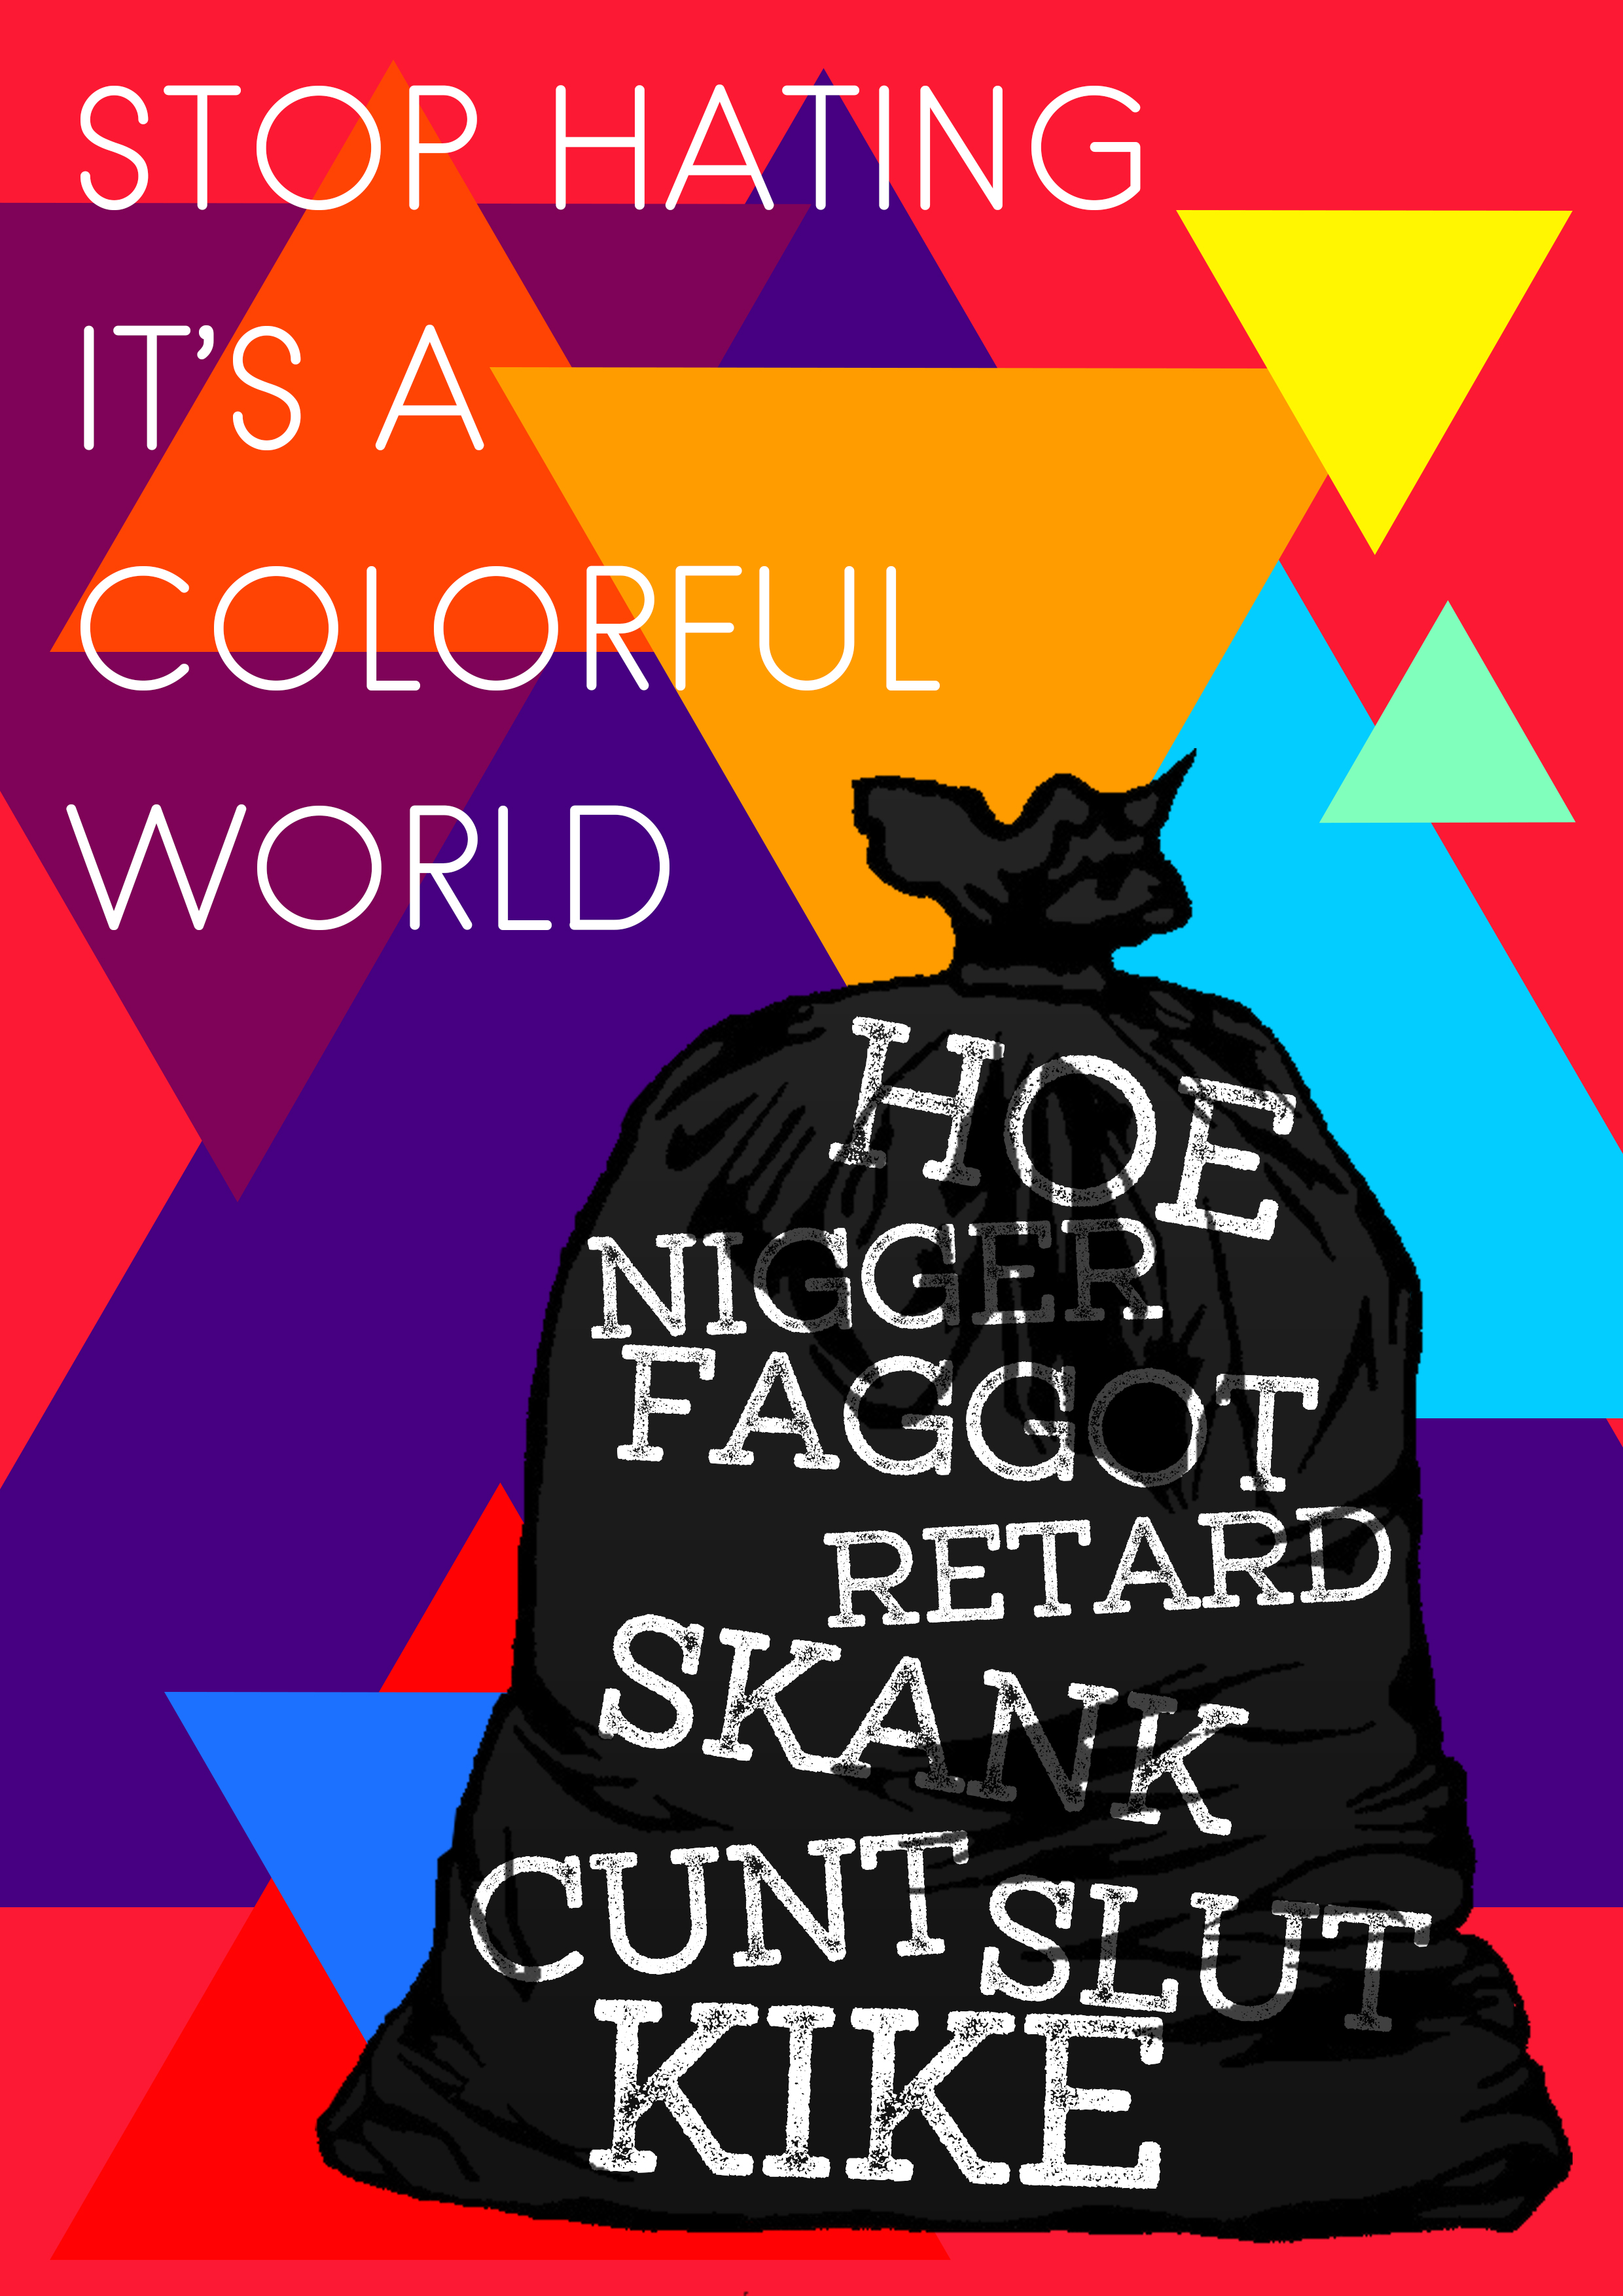 STOP HATING
IT'S A
COLORFUL
WORLD
HOE
NIGGER
FAGGOT
RETARD
SKANK
CUNT SLUT
KIKE